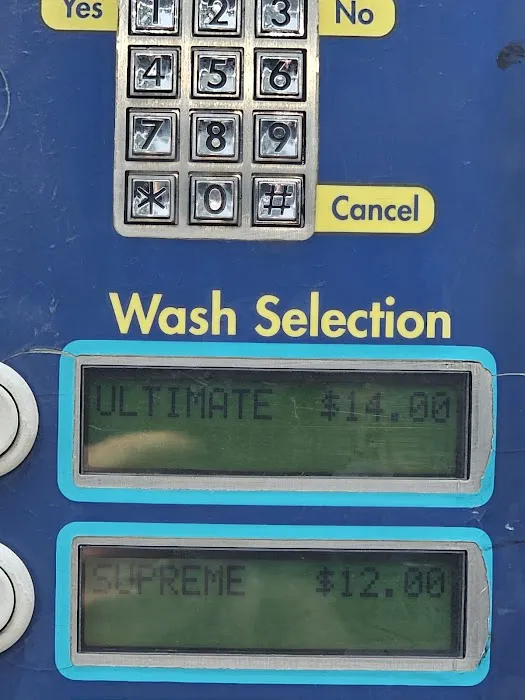 Yes 1 2 3 No
4 5 6
7 8 9
* 0 # Cancel
Wash Selection
ULTIMATE $14.00
SUPREME $12.00